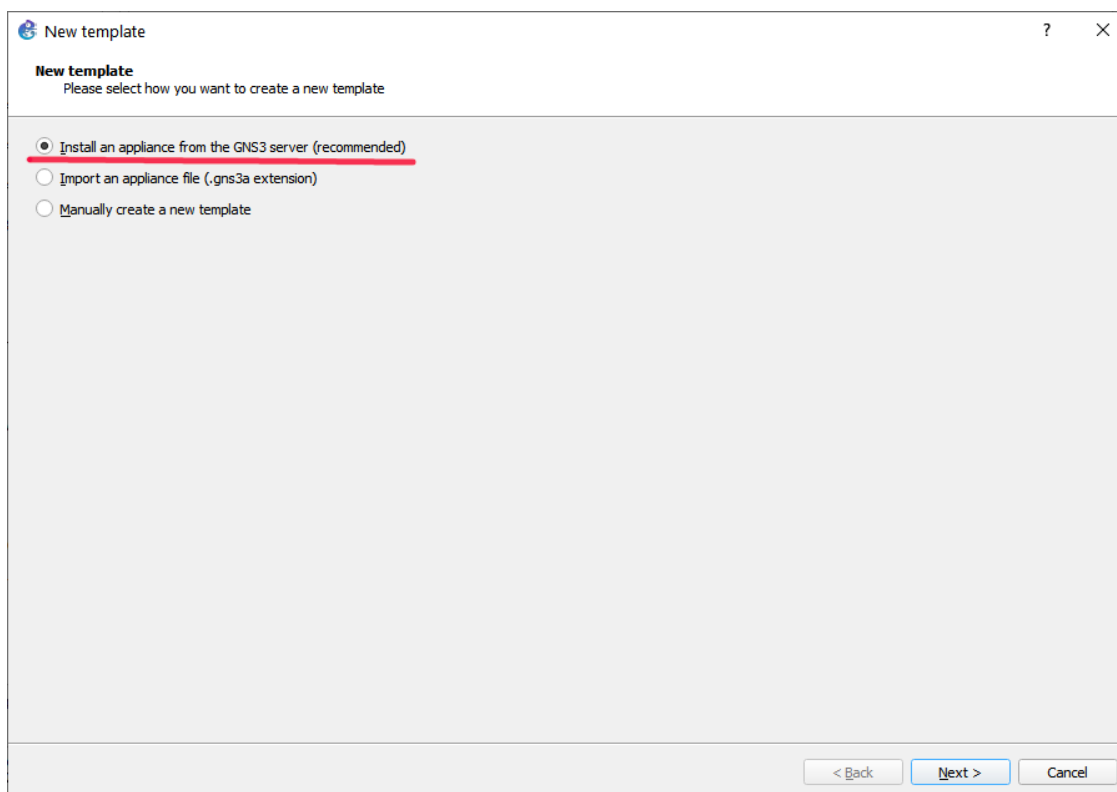 New template
?
New template
Please select how you want to create a new template
Install an appliance from the GNS3 server (recommended)
Import an appliance file (.gns3a extension)
Manually create a new template
< Back
Next >
Cancel